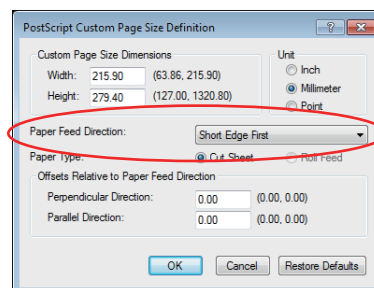 PostScript Custom Page Size Definition
Custom Page Size Dimensions
Width: 215.90 (63.86, 215.90)
Height: 279.40 (127.00, 1320.80)
Unit
Inch
Millimeter
Point
Paper Feed Direction: Short Edge First
Paper Type: Cut Sheet Roll Feed
Offsets Relative to Paper Feed Direction
Perpendicular Direction: 0.00 (0.00, 0.00)
Parallel Direction: 0.00 (0.00, 0.00)
OK Cancel Restore Defaults